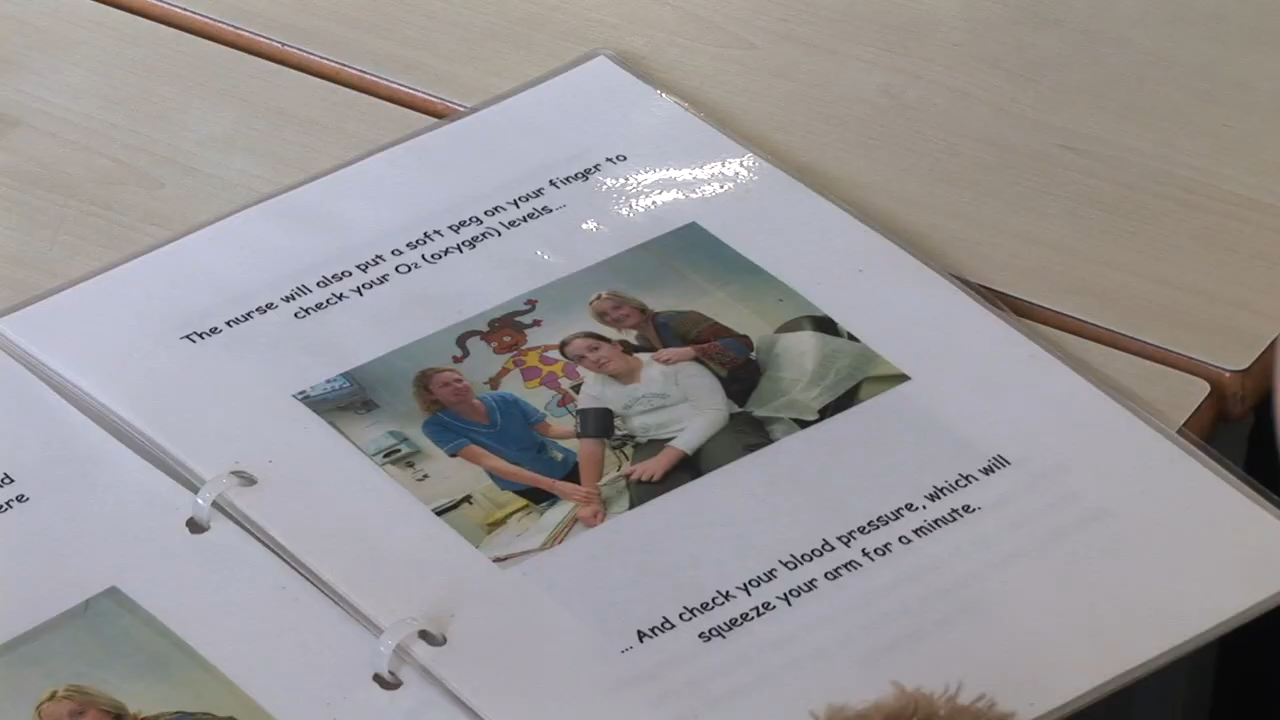 The nurse will also put a soft peg on your finger to
check your O₂ (oxygen) levels...
... And check your blood pressure, which will
squeeze your arm for a minute.